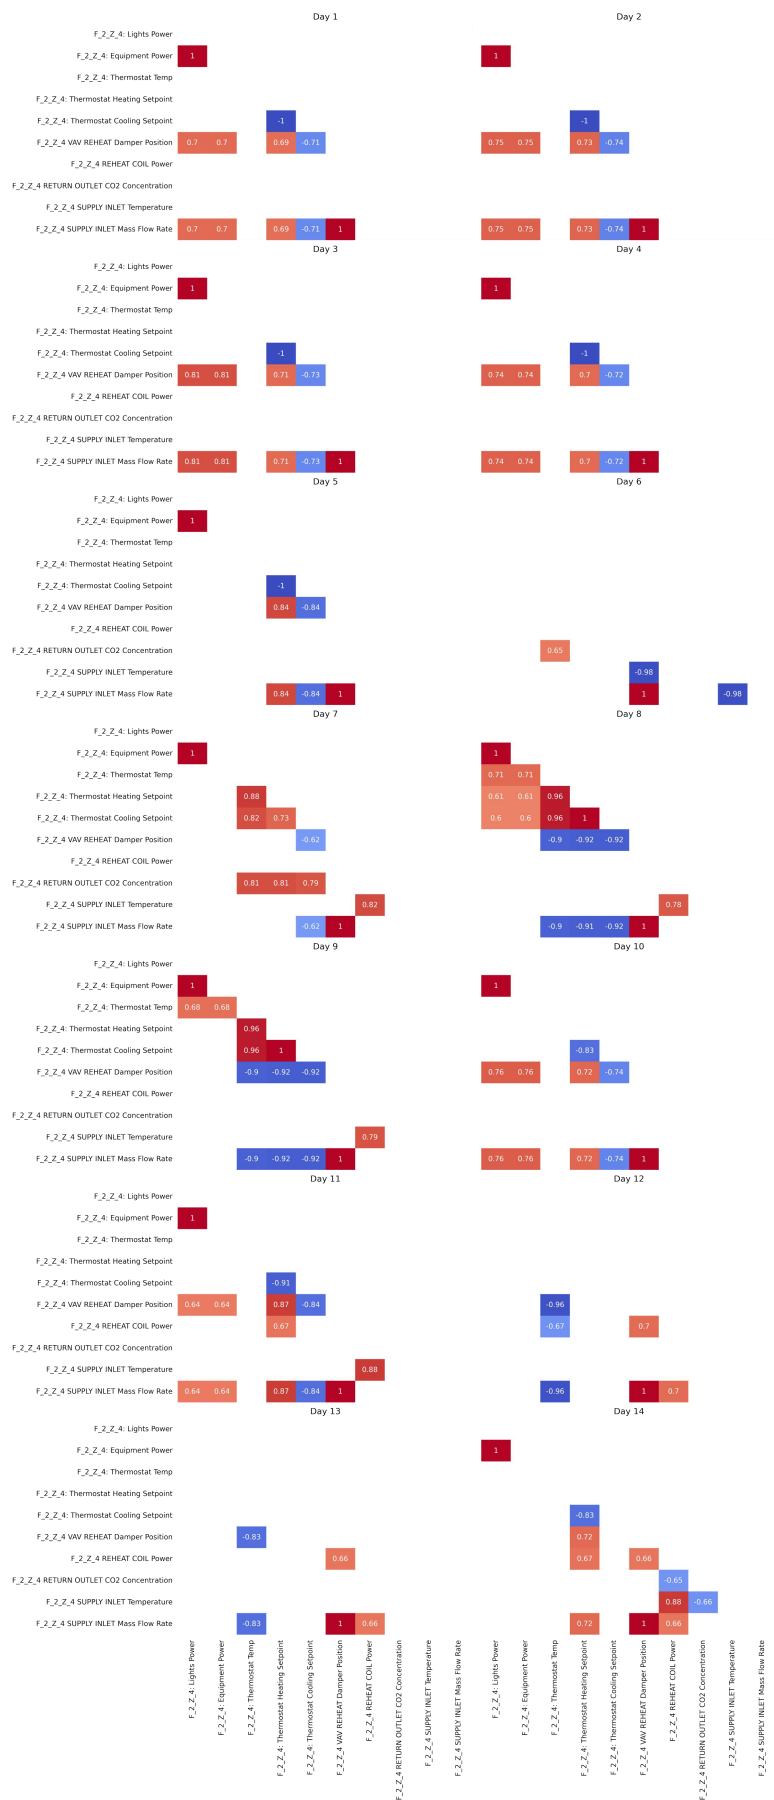 Day 1
Day 2
F_2_Z_4: Lights Power
F_2_Z_4: Equipment Power 1 1
F_2_Z_4: Thermostat Temp
F_2_Z_4: Thermostat Heating Setpoint
F_2_Z_4: Thermostat Cooling Setpoint -1 -1
F_2_Z_4 VAV REHEAT Damper Position 0.7 0.7 0.69 -0.71 0.75 0.75 0.73 -0.74
F_2_Z_4 REHEAT COIL Power
F_2_Z_4 RETURN OUTLET CO2 Concentration
F_2_Z_4 SUPPLY INLET Temperature
F_2_Z_4 SUPPLY INLET Mass Flow Rate 0.7 0.7 0.69 -0.71 1 0.75 0.75 0.73 -0.74 1
Day 3
Day 4
F_2_Z_4: Lights Power
F_2_Z_4: Equipment Power 1 1
F_2_Z_4: Thermostat Temp
F_2_Z_4: Thermostat Heating Setpoint
F_2_Z_4: Thermostat Cooling Setpoint -1 -1
F_2_Z_4 VAV REHEAT Damper Position 0.81 0.81 0.71 -0.73 0.74 0.74 0.7 -0.72
F_2_Z_4 REHEAT COIL Power
F_2_Z_4 RETURN OUTLET CO2 Concentration
F_2_Z_4 SUPPLY INLET Temperature
F_2_Z_4 SUPPLY INLET Mass Flow Rate 0.81 0.81 0.71 -0.73 1 0.74 0.74 0.7 -0.72 1
Day 5
Day 6
F_2_Z_4: Lights Power
F_2_Z_4: Equipment Power 1
F_2_Z_4: Thermostat Temp
F_2_Z_4: Thermostat Heating Setpoint
F_2_Z_4: Thermostat Cooling Setpoint -1
F_2_Z_4 VAV REHEAT Damper Position 0.84 -0.84
F_2_Z_4 REHEAT COIL Power
F_2_Z_4 RETURN OUTLET CO2 Concentration 0.65
F_2_Z_4 SUPPLY INLET Temperature -0.98
F_2_Z_4 SUPPLY INLET Mass Flow Rate 0.84 -0.84 1 1 -0.98
Day 7
Day 8
F_2_Z_4: Lights Power
F_2_Z_4: Equipment Power 1 1
F_2_Z_4: Thermostat Temp 0.71 0.71
F_2_Z_4: Thermostat Heating Setpoint 0.88 0.61 0.61 0.96
F_2_Z_4: Thermostat Cooling Setpoint 0.82 0.73 0.6 0.6 0.96 1
F_2_Z_4 VAV REHEAT Damper Position -0.62 -0.9 -0.92 -0.92
F_2_Z_4 REHEAT COIL Power
F_2_Z_4 RETURN OUTLET CO2 Concentration 0.81 0.81 0.79
F_2_Z_4 SUPPLY INLET Temperature 0.82 0.78
F_2_Z_4 SUPPLY INLET Mass Flow Rate -0.62 1 -0.9 -0.91 -0.92 1
Day 9
Day 10
F_2_Z_4: Lights Power
F_2_Z_4: Equipment Power 1 1
F_2_Z_4: Thermostat Temp 0.68 0.68
F_2_Z_4: Thermostat Heating Setpoint 0.96
F_2_Z_4: Thermostat Cooling Setpoint 0.96 1 -0.83
F_2_Z_4 VAV REHEAT Damper Position -0.9 -0.92 -0.92 0.76 0.76 0.72 -0.74
F_2_Z_4 REHEAT COIL Power
F_2_Z_4 RETURN OUTLET CO2 Concentration
F_2_Z_4 SUPPLY INLET Temperature 0.79
F_2_Z_4 SUPPLY INLET Mass Flow Rate -0.9 -0.92 -0.92 1 0.76 0.76 0.72 -0.74 1
Day 11
Day 12
F_2_Z_4: Lights Power
F_2_Z_4: Equipment Power 1
F_2_Z_4: Thermostat Temp
F_2_Z_4: Thermostat Heating Setpoint
F_2_Z_4: Thermostat Cooling Setpoint -0.91
F_2_Z_4 VAV REHEAT Damper Position 0.64 0.64 0.87 -0.84 -0.96
F_2_Z_4 REHEAT COIL Power 0.67 -0.67 0.7
F_2_Z_4 RETURN OUTLET CO2 Concentration
F_2_Z_4 SUPPLY INLET Temperature 0.88
F_2_Z_4 SUPPLY INLET Mass Flow Rate 0.64 0.64 0.87 -0.84 1 -0.96 1 0.7
Day 13
Day 14
F_2_Z_4: Lights Power
F_2_Z_4: Equipment Power 1
F_2_Z_4: Thermostat Temp
F_2_Z_4: Thermostat Heating Setpoint
F_2_Z_4: Thermostat Cooling Setpoint -0.83
F_2_Z_4 VAV REHEAT Damper Position -0.83 0.72
F_2_Z_4 REHEAT COIL Power 0.66 0.67 0.66
F_2_Z_4 RETURN OUTLET CO2 Concentration -0.65
F_2_Z_4 SUPPLY INLET Temperature 0.88 -0.66
F_2_Z_4 SUPPLY INLET Mass Flow Rate -0.83 1 0.66 0.72 1 0.66
F_2_Z_4: Lights Power
F_2_Z_4: Equipment Power
F_2_Z_4: Thermostat Temp
F_2_Z_4: Thermostat Heating Setpoint
F_2_Z_4: Thermostat Cooling Setpoint
F_2_Z_4 VAV REHEAT Damper Position
F_2_Z_4 REHEAT COIL Power
F_2_Z_4 RETURN OUTLET CO2 Concentration
F_2_Z_4 SUPPLY INLET Temperature
F_2_Z_4 SUPPLY INLET Mass Flow Rate
F_2_Z_4: Lights Power
F_2_Z_4: Equipment Power
F_2_Z_4: Thermostat Temp
F_2_Z_4: Thermostat Heating Setpoint
F_2_Z_4: Thermostat Cooling Setpoint
F_2_Z_4 VAV REHEAT Damper Position
F_2_Z_4 REHEAT COIL Power
F_2_Z_4 RETURN OUTLET CO2 Concentration
F_2_Z_4 SUPPLY INLET Temperature
F_2_Z_4 SUPPLY INLET Mass Flow Rate